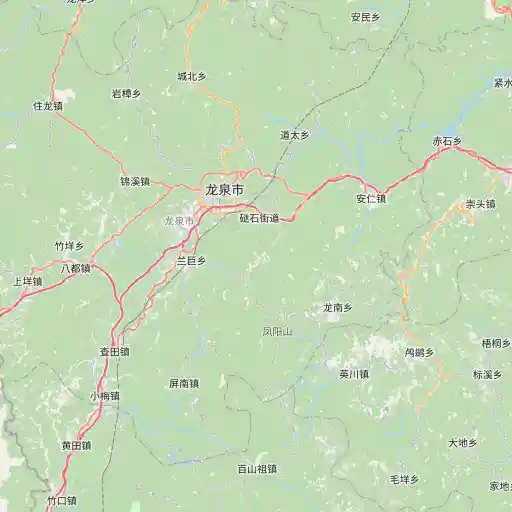 龙岸乡
安民乡
城北乡
紧水
岩樟乡
住龙镇
道太乡
赤石乡
锦溪镇
龙泉市
安仁镇
崇头镇
龙泉市
䃮石街道
竹垟乡
兰巨乡
八都镇
上垟镇
龙南乡
凤阳山
梧桐乡
查田镇
鸬鹚乡
英川镇
标溪乡
屏南镇
小梅镇
黄田镇
大地乡
百山祖镇
毛垟乡
家地
竹口镇